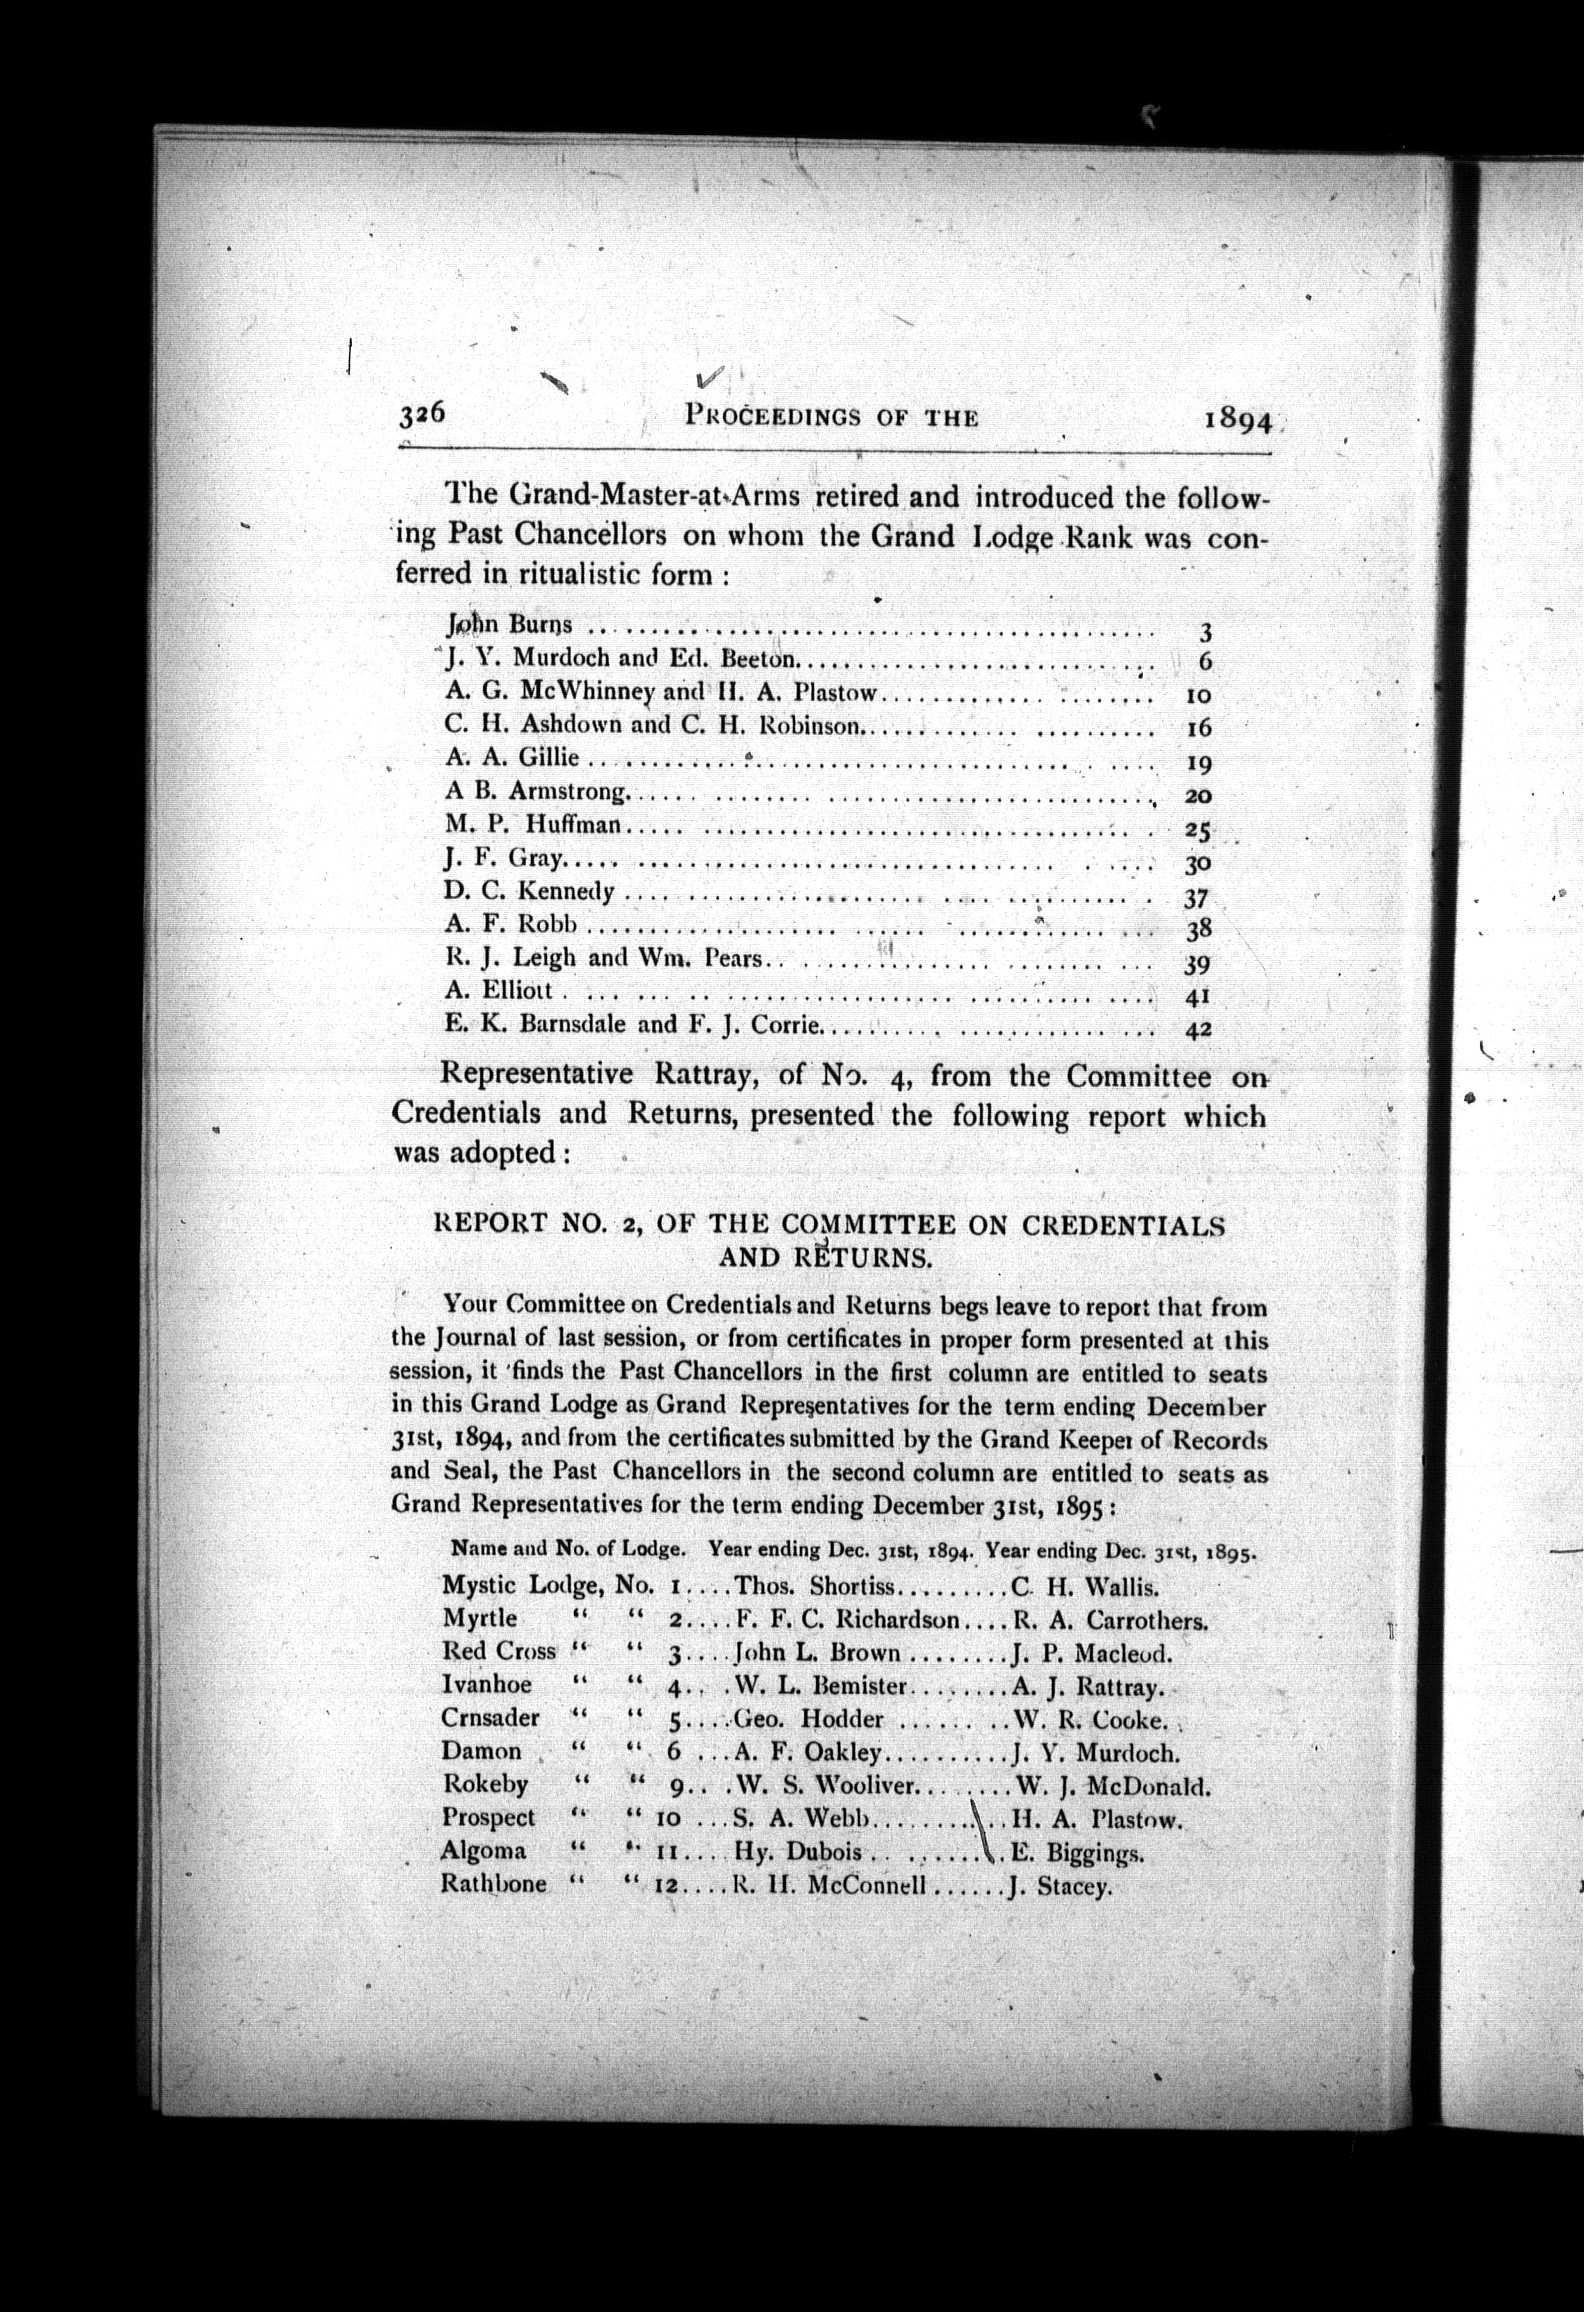 326 PROCEEDINGS OF THE 1894
The Grand-Master-at-Arms retired and introduced the follow-
ing Past Chancellors on whom the Grand Lodge Rank was con-
ferred in ritualistic form :
John Burns .......................................................... 3
J. Y. Murdoch and Ed. Beeton.................................... 6
A. G. McWhinney and H. A. Plastow............................ 10
C. H. Ashdown and C. H. Robinson.............................. 16
A. A. Gillie.......................................................... 19
A B. Armstrong...................................................... 20
M. P. Huffman...................................................... 25
J. F. Gray............................................................ 30
D. C. Kennedy ...................................................... 37
A. F. Robb.......................................................... 38
R. J. Leigh and Wm. Pears........................................ 39
A. Elliott ............................................................ 41
E. K. Barnsdale and F. J. Corrie.................................. 42
Representative Rattray, of No. 4, from the Committee on
Credentials and Returns, presented the following report which
was adopted :
REPORT NO. 2, OF THE COMMITTEE ON CREDENTIALS
AND RETURNS.
Your Committee on Credentials and Returns begs leave to report that from
the Journal of last session, or from certificates in proper form presented at this
session, it finds the Past Chancellors in the first column are entitled to seats
in this Grand Lodge as Grand Representatives for the term ending December
31st, 1894, and from the certificates submitted by the Grand Keeper of Records
and Seal, the Past Chancellors in the second column are entitled to seats as
Grand Representatives for the term ending December 31st, 1895 :
Name and No. of Lodge. Year ending Dec. 31st, 1894. Year ending Dec. 31st, 1895.
Mystic Lodge, No. 1....Thos. Shortiss.........C. H. Wallis.
Myrtle “ “ 2....F. F. C. Richardson....R. A. Carrothers.
Red Cross “ “ 3....John L. Brown ........J. P. Macleod.
Ivanhoe “ “ 4....W. L. Bemister........A. J. Rattray.
Crnsader “ “ 5....Geo. Hodder ........W. R. Cooke.
Damon “ “ 6 ...A. F. Oakley..........J. Y. Murdoch.
Rokeby “ “ 9....W. S. Wooliver........W. J. McDonald.
Prospect “ “ 10 ...S. A. Webb...........H. A. Plastow.
Algoma “ “ 11....Hy. Dubois ..........E. Biggings.
Rathbone “ “ 12....R. H. McConnell......J. Stacey.